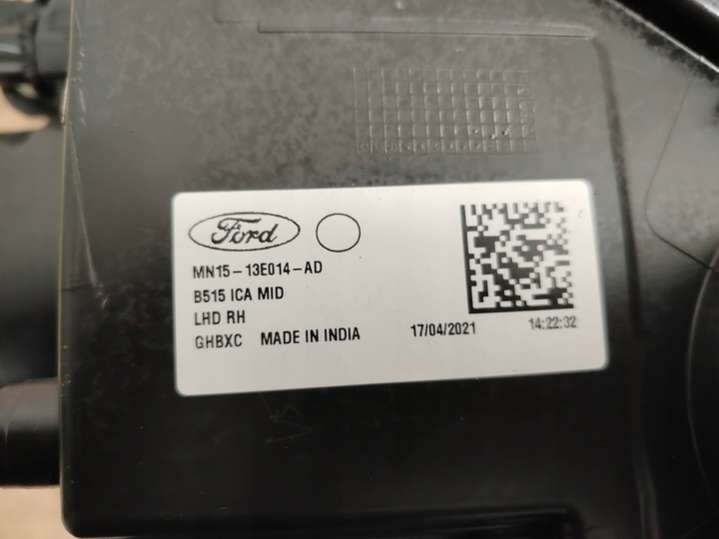 Ford
MN15-13E014-AD
B515 ICA MID
LHD RH
GHBXC MADE IN INDIA 17/04/2021 14:22:32